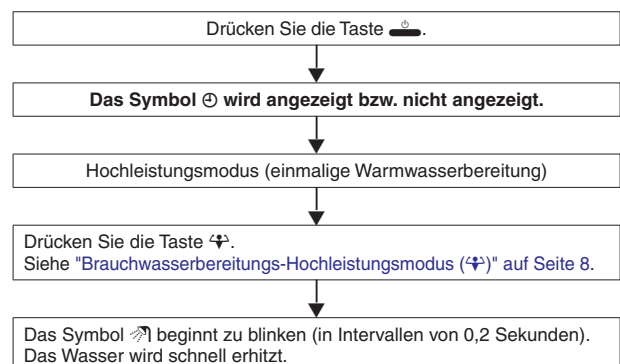 Drücken Sie die Taste .
Das Symbol wird angezeigt bzw. nicht angezeigt.
Hochleistungsmodus (einmalige Warmwasserbereitung)
Drücken Sie die Taste .
Siehe "Brauchwasserbereitungs-Hochleistungsmodus ()" auf Seite 8.
Das Symbol beginnt zu blinken (in Intervallen von 0,2 Sekunden).
Das Wasser wird schnell erhitzt.